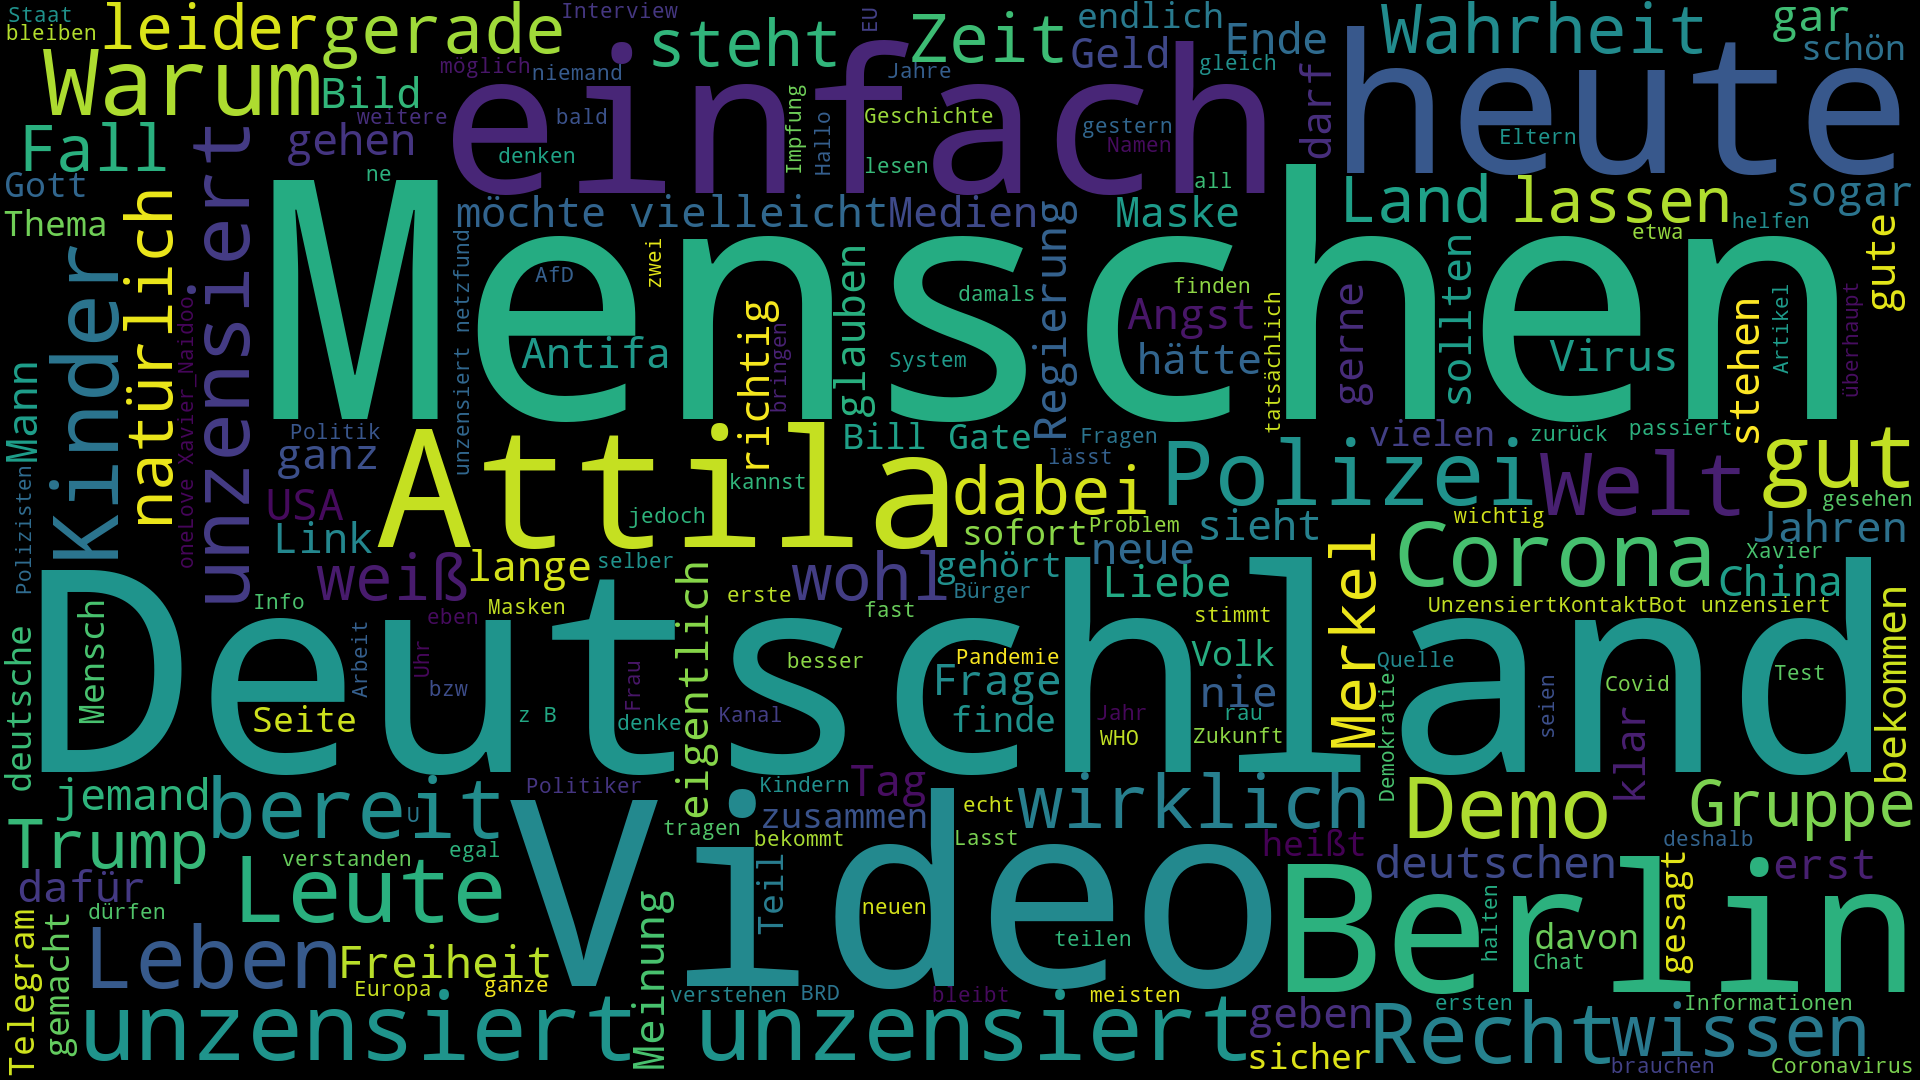 Staat
bleiben
leider
gerade
Interview
EU
steht
Zeit
endlich
Geld
Ende
gleich
Wahrheit
gar
schön
Warum
Bild
möglich
niemand
einfach
Jahre
heute
weitere
bald
Impfung
Hallo
Geschichte
gestern
Namen
darf
Eltern
Fall
gehen
denken
lesen
ne
all
Gott
Thema
natürlich
unzensiert
möchte
vielleicht
Medien
Regierung
Maske
Land
lassen
sogar
helfen
etwa
gute
Kinder
oneLove Xavier_Naidoo
Menschen
unzensiert netzfund
AfD
zwei
damals
finden
Angst
tatsächlich
gerne
sollten
Artikel
überhaupt
Antifa
richtig
bringen
glauben
System
hätte
Virus
stehen
Mann
Politik
ganz
Attila
Bill Gate
Fragen
lässt
vielen
zurück
passiert
Polizisten
USA
Link
kannst
jedoch
dabei
Polizei
Welt
gut
gesehen
sofort
Problem
sieht
wichtig
Jahren
weiß
lange
selber
wohl
gehört
neue
Merkel
Corona
Xavier
China
Info
Masken
eigentlich
erste
fast
Bürger
Liebe
stimmt
UnzensiertKontaktBot unzensiert
bekommen
deutsche
Mensch
Deutschland
Arbeit
eben
Uhr
bzw
z B
Frau
denke
besser
Kanal
Pandemie
Frage
finde
Jahr
WHO
Volk
nie
rau
Zukunft
Quelle
Demokratie
seien
Covid
klar
Test
Seite
jemand
bereit
U
Politiker
Kindern
Tag
zusammen
echt
wirklich
Demo
Gruppe
Trump
verstanden
egal
tragen
bekommt
Lasst
heißt
deutschen
deshalb
erst
dafür
dürfen
Leute
Video
Teil
neuen
teilen
Berlin
halten
davon
Chat
gesagt
Telegram
gemacht
Leben
Freiheit
Europa
ganze
Meinung
verstehen
BRD
bleibt
meisten
geben
ersten
Informationen
unzensiert unzensiert
sicher
Recht
wissen
brauchen
Coronavirus